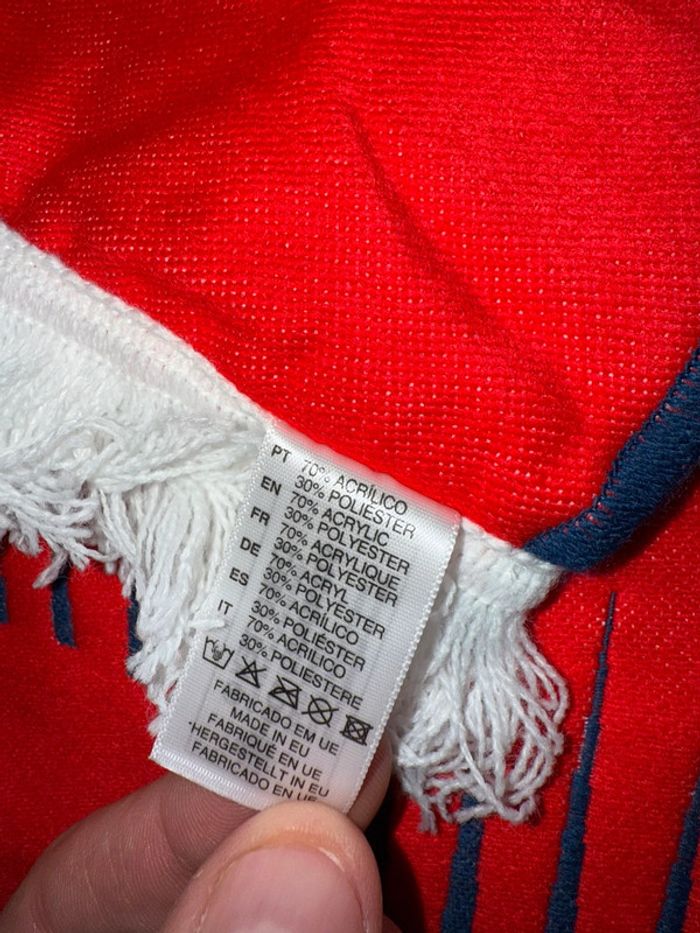 PT 70% ACRÍLICO
30% POLIESTER
EN 70% ACRYLIC
30% POLYESTER
FR 70% ACRYLIQUE
30% POLYESTER
DE 70% ACRYL
30% POLYESTER
ES 70% ACRÍLICO
30% POLIÉSTER
IT 70% ACRILICO
30% POLIESTERE
FABRICADO EM UE
MADE IN EU
FABRIQUÉ EN UE
*HERGESTELLT IN EU
FABRICADO EN UE